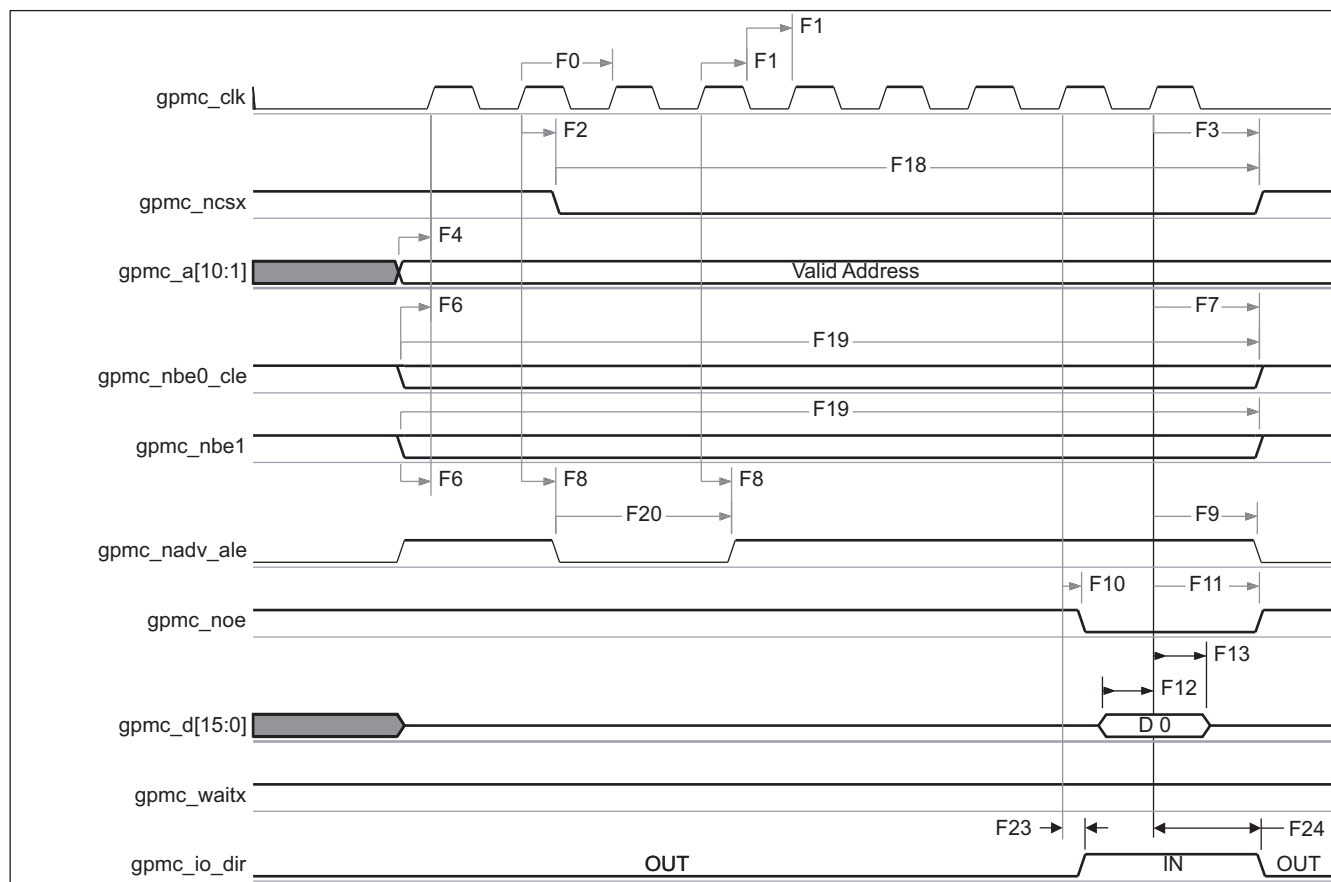 F1
F0 F1
gpmc_clk
F2 F3
F18
gpmc_ncsx
F4
gpmc_a[10:1] Valid Address
F6 F7
F19
gpmc_nbe0_cle
F19
gpmc_nbe1
F6 F8 F8
F20 F9
gpmc_nadv_ale
F10 F11
gpmc_noe
F13
F12
gpmc_d[15:0] D 0
gpmc_waitx
F23 F24
gpmc_io_dir OUT IN OUT